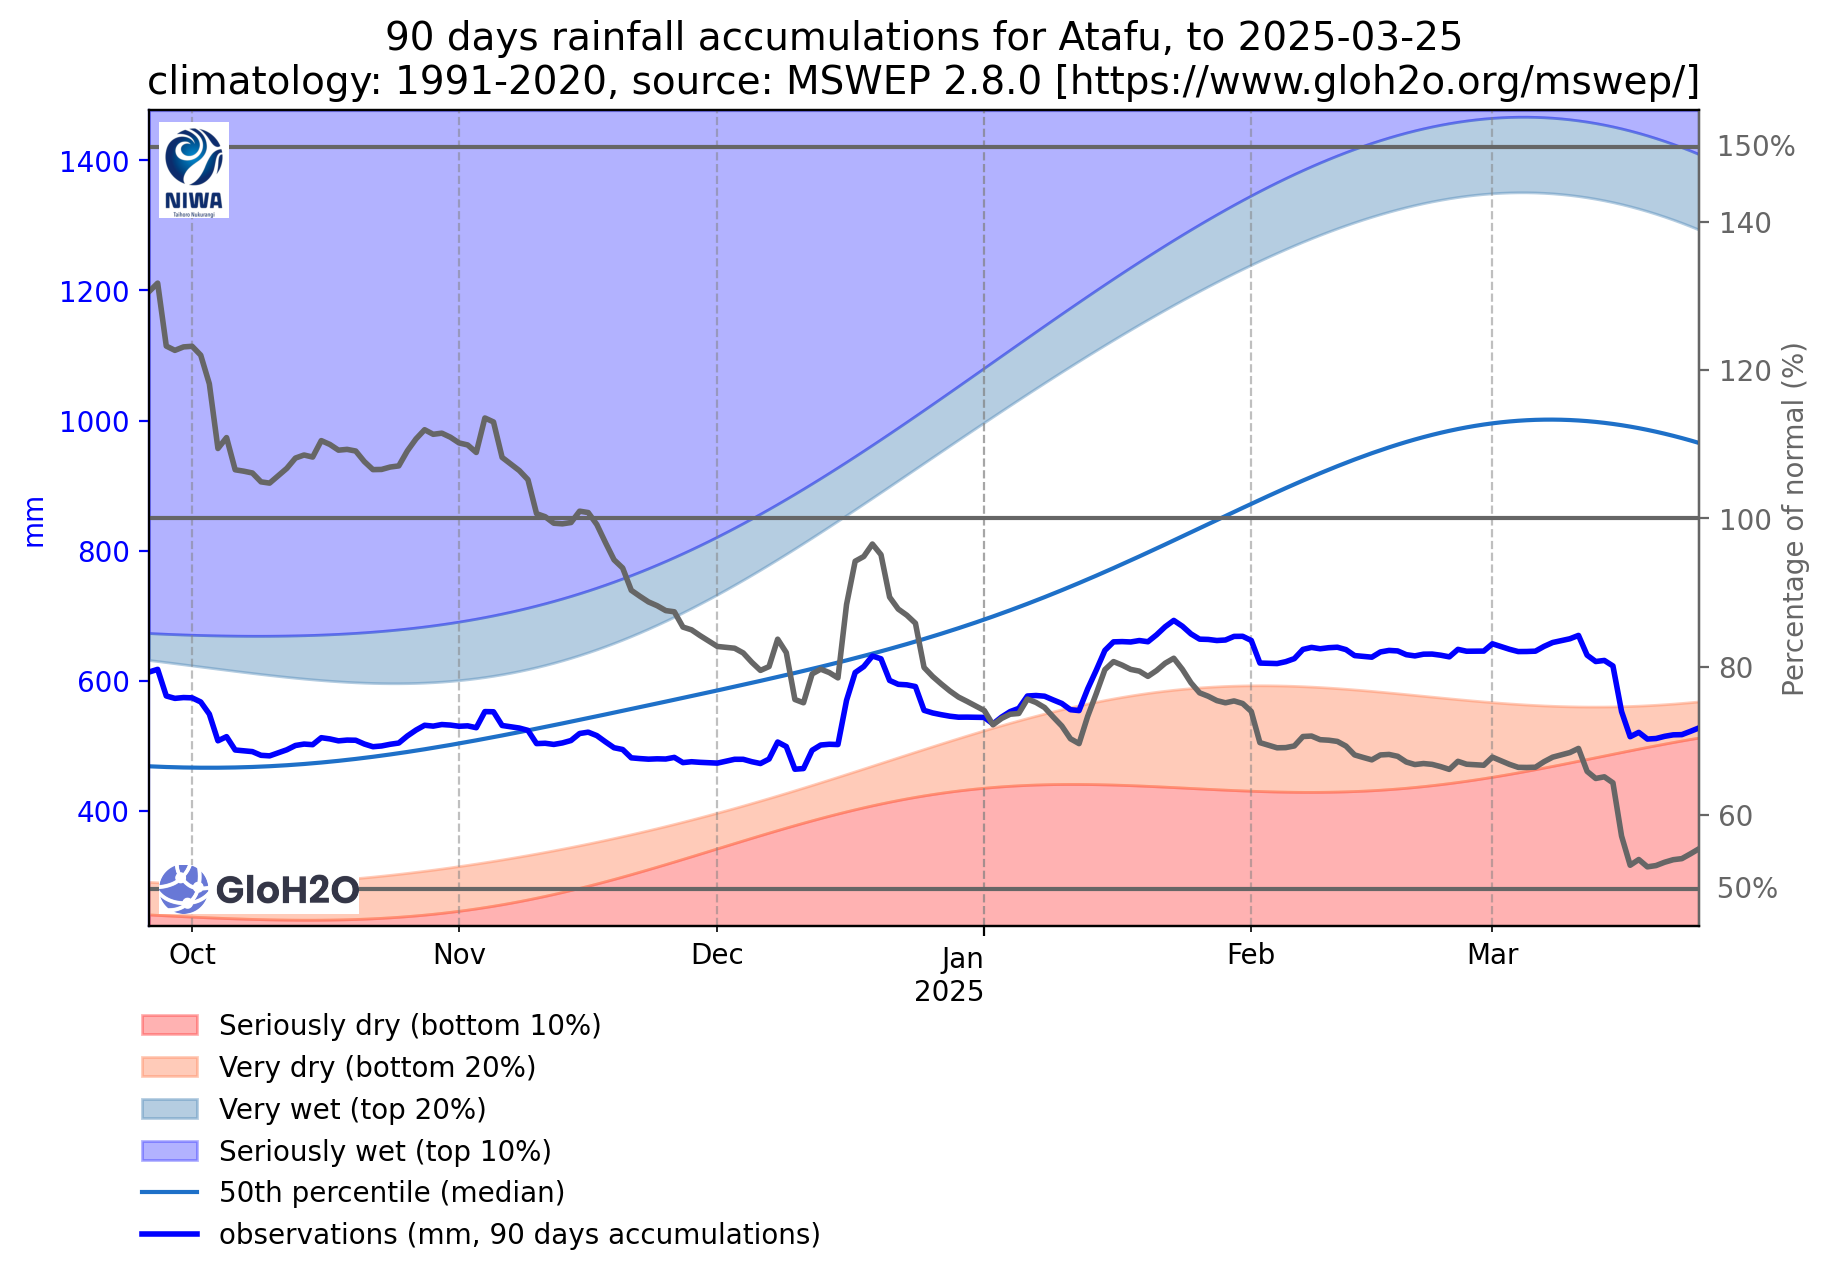 90 days rainfall accumulations for Atafu, to 2025-03-25
climatology: 1991-2020, source: MSWEP 2.8.0 [https://www.gloh2o.org/mswep/]
NIWA
Taihoro Nukurangi
1400
1200
1000
800
600
400
mm
150%
140
120
100
80
60
50%
Percentage of normal (%)
GloH2O
Oct
Nov
Dec
Jan
2025
Feb
Mar
Seriously dry (bottom 10%)
Very dry (bottom 20%)
Very wet (top 20%)
Seriously wet (top 10%)
50th percentile (median)
observations (mm, 90 days accumulations)